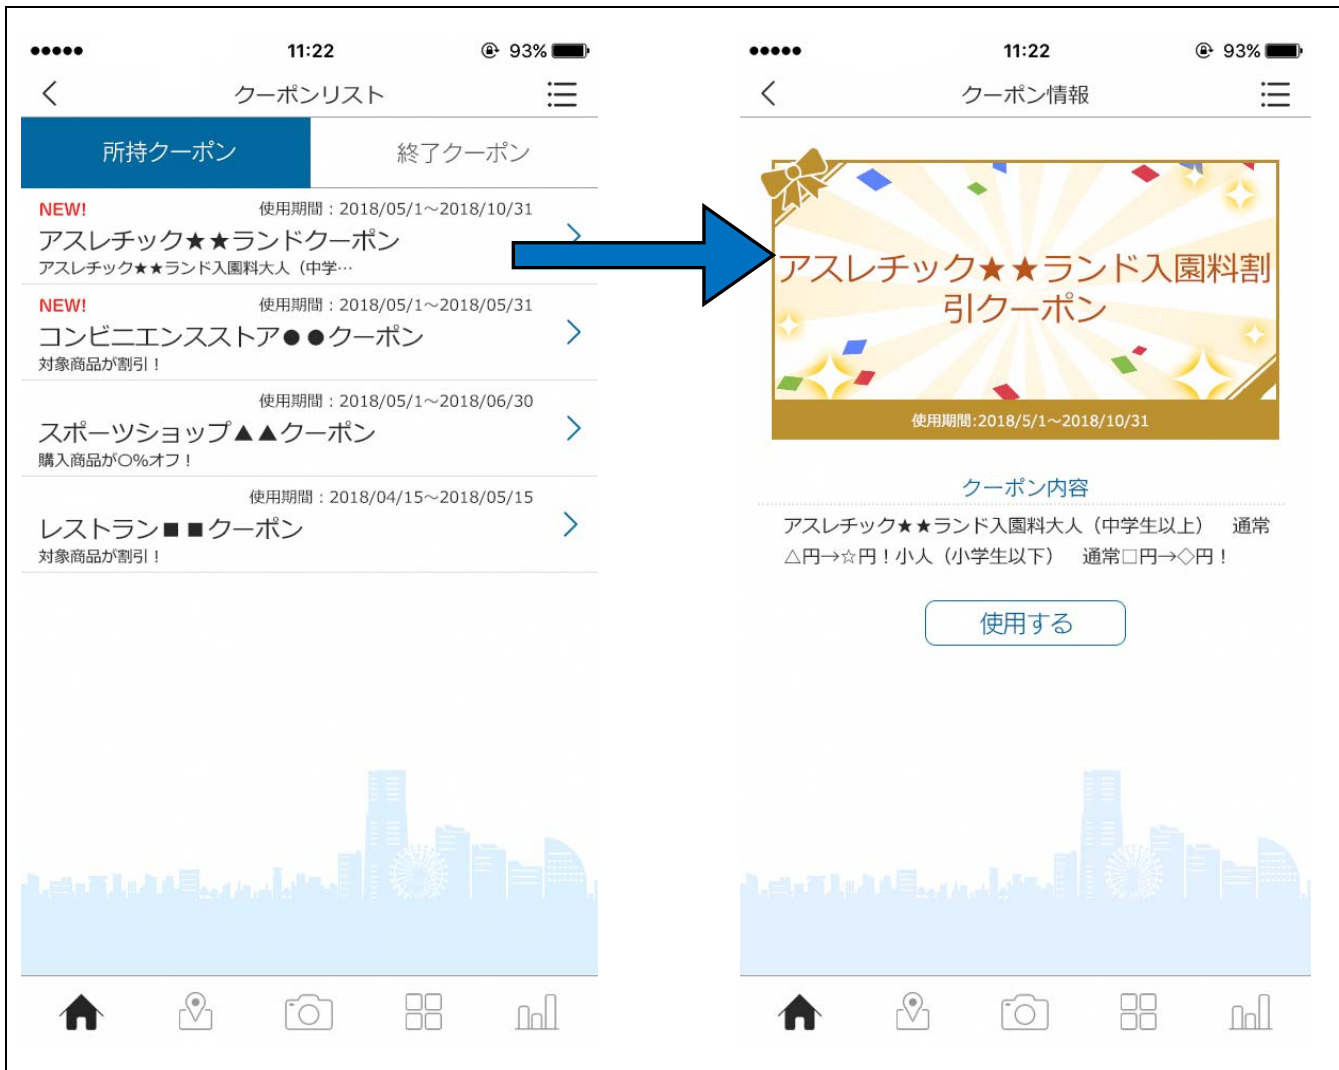 11:22
93%
クーポンリスト
所持クーポン
終了クーポン
NEW!
使用期間：2018/05/1～2018/10/31
アスレチック★★ランドクーポン
アスレチック★★ランド入園料大人（中学…
NEW!
使用期間：2018/05/1～2018/05/31
コンビニエンスストア●●クーポン
対象商品が割引！
使用期間：2018/05/1～2018/06/30
スポーツショップ▲▲クーポン
購入商品が〇%オフ！
使用期間：2018/04/15～2018/05/15
レストラン■■クーポン
対象商品が割引！
11:22
93%
クーポン情報
アスレチック★★ランド入園料割
引クーポン
使用期間:2018/5/1～2018/10/31
クーポン内容
アスレチック★★ランド入園料大人（中学生以上）　通常
△円→☆円！小人（小学生以下）　通常□円→◇円！
使用する